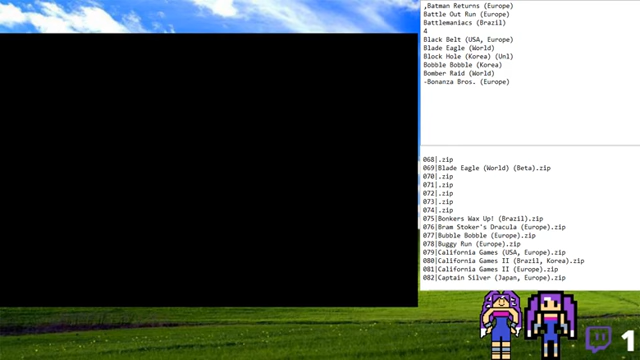 ,Batman Returns (Europe)
Battle Out Run (Europe)
Battlemaniacs (Brazil)
4
Black Belt (USA, Europe)
Blade Eagle (World)
Block Hole (Korea) (Unl)
Bobble Bobble (Korea)
Bomber Raid (World)
-Bonanza Bros. (Europe)
068|.zip
069|Blade Eagle (World) (Beta).zip
070|.zip
071|.zip
072|.zip
073|.zip
074|.zip
075|Bonkers Wax Up! (Brazil).zip
076|Bram Stoker's Dracula (Europe).zip
077|Bubble Bobble (Europe).zip
078|Buggy Run (Europe).zip
079|California Games (USA, Europe).zip
080|California Games II (Brazil, Korea).zip
081|California Games II (Europe).zip
082|Captain Silver (Japan, Europe).zip
1